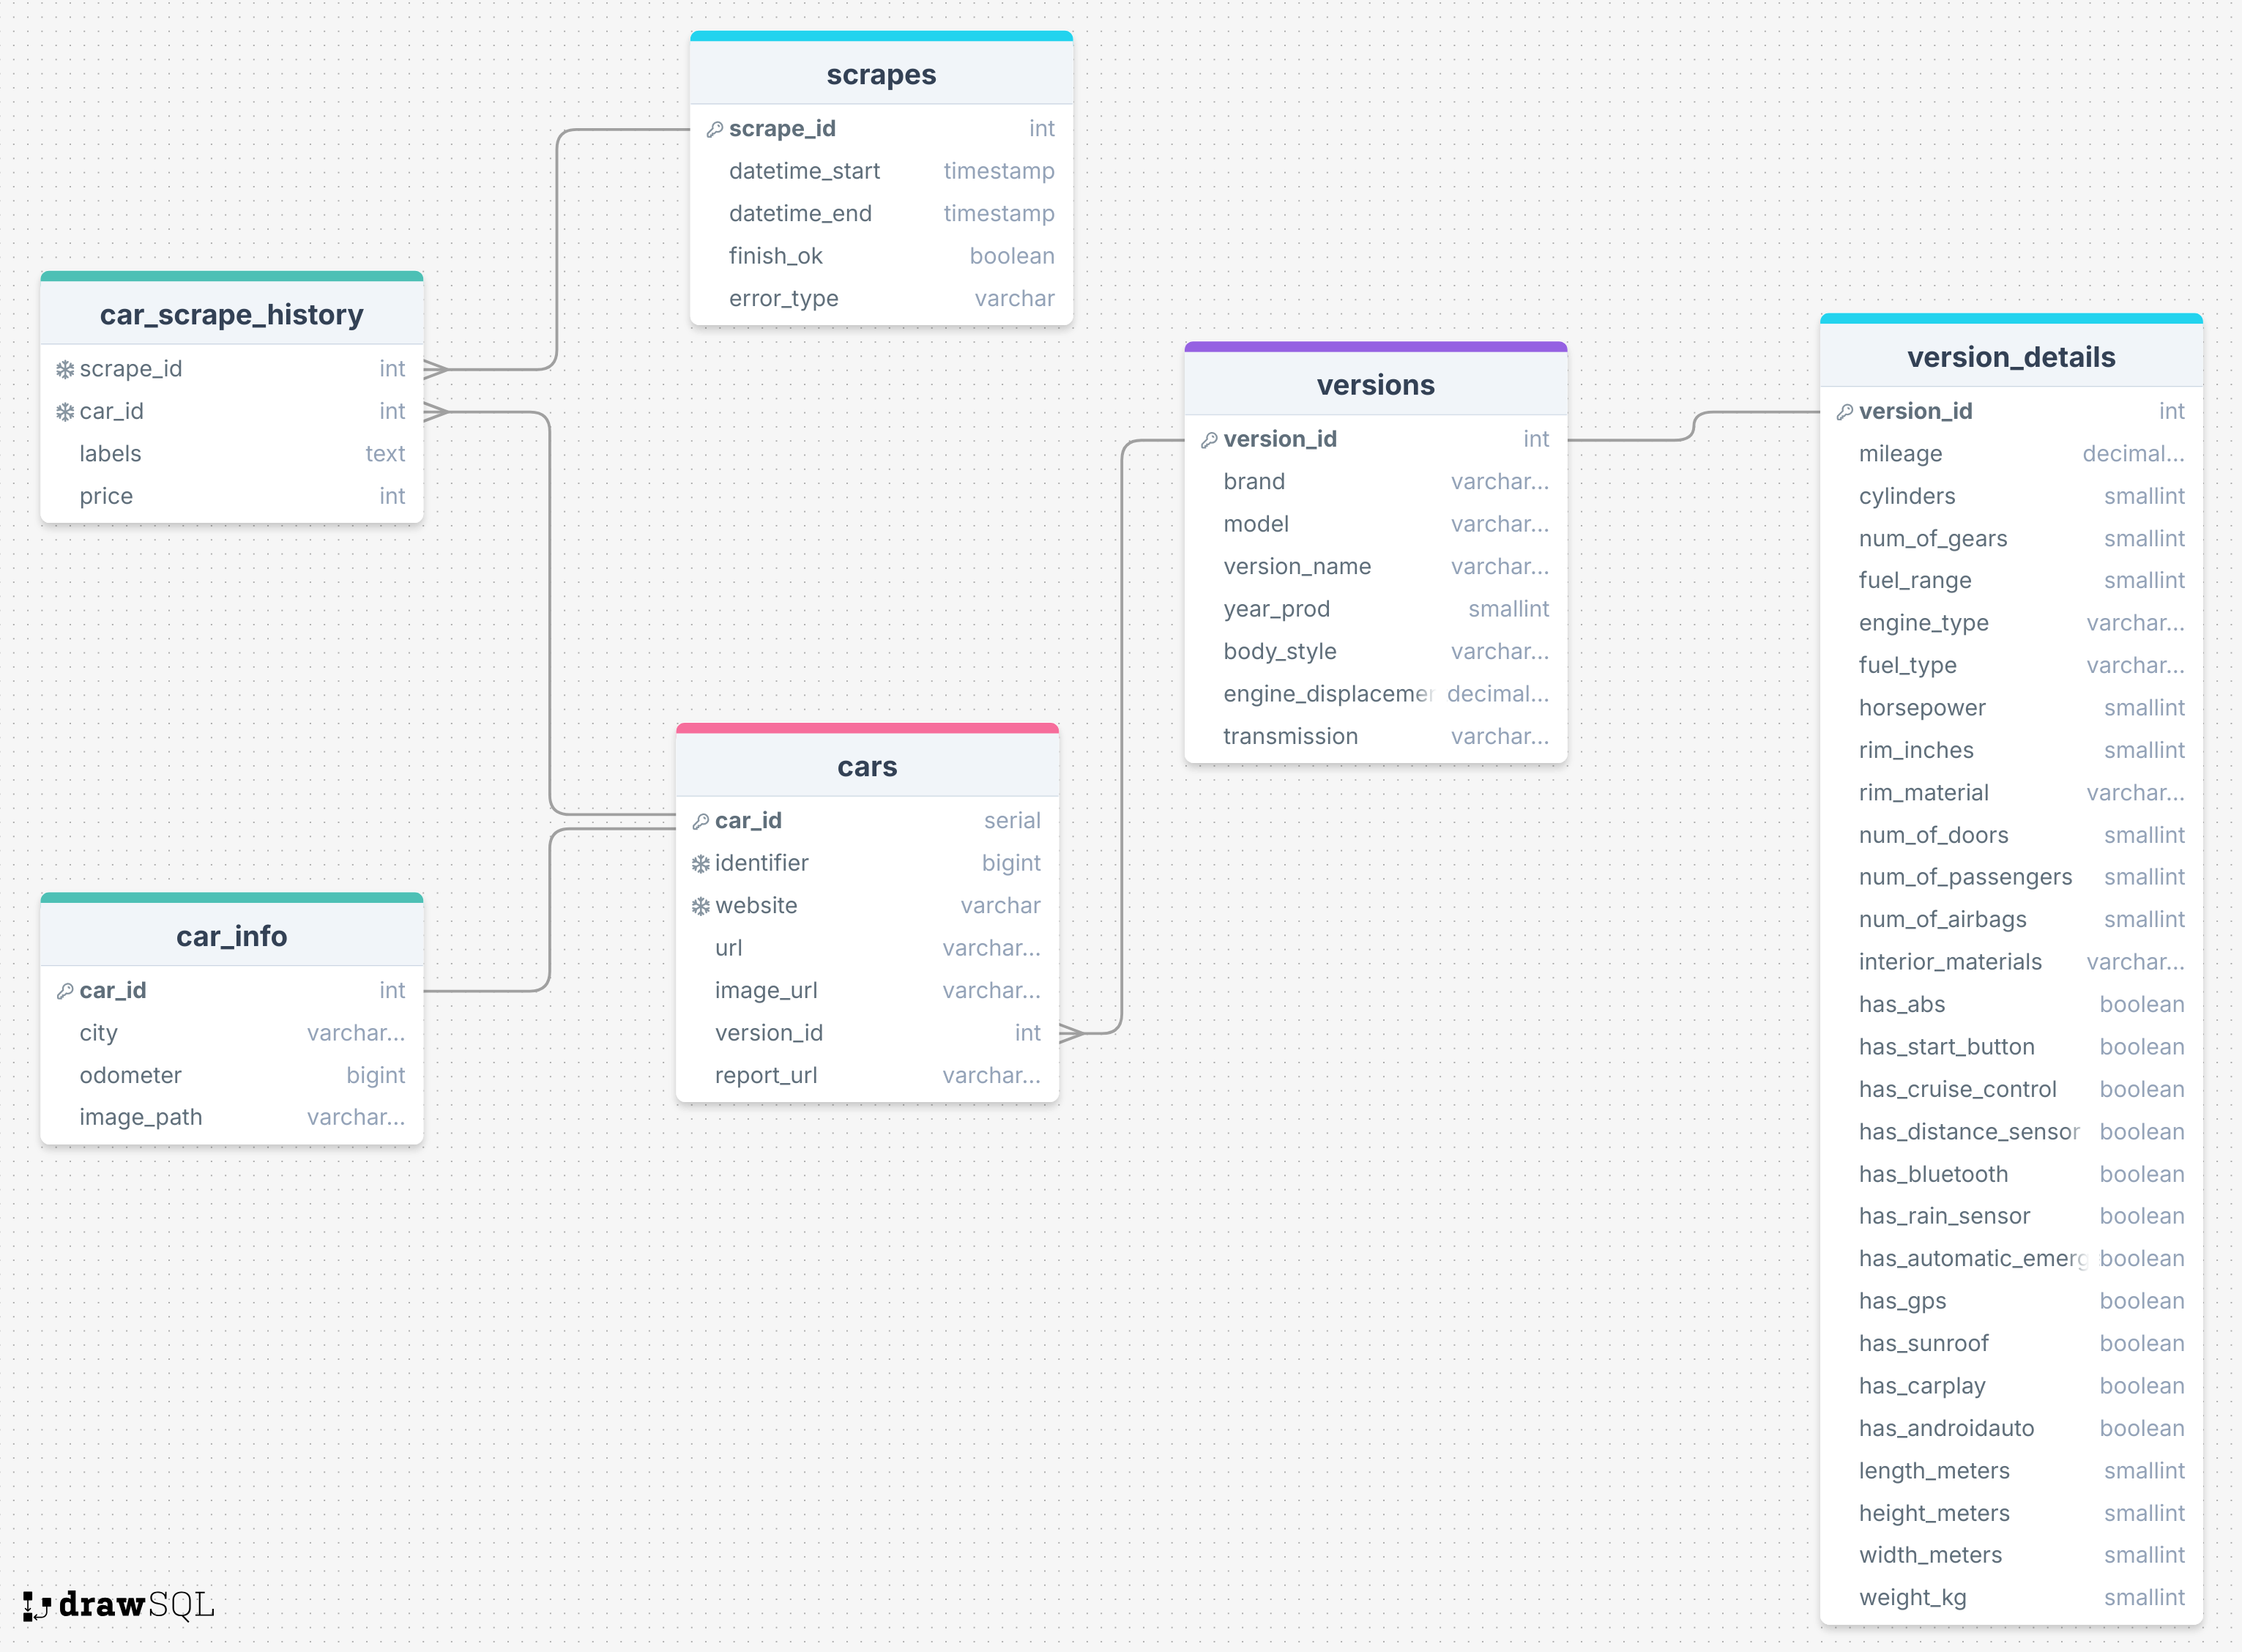 scrapes
scrape_id int
datetime_start timestamp
datetime_end timestamp
finish_ok boolean
error_type varchar
car_scrape_history
scrape_id int
car_id int
labels text
price int
versions
version_id int
brand varchar...
model varchar...
version_name varchar...
year_prod smallint
body_style varchar...
engine_displacemen decimal...
transmission varchar...
version_details
version_id int
mileage decimal...
cylinders smallint
num_of_gears smallint
fuel_range smallint
engine_type varchar...
fuel_type varchar...
horsepower smallint
rim_inches smallint
rim_material varchar...
num_of_doors smallint
num_of_passengers smallint
num_of_airbags smallint
interior_materials varchar...
has_abs boolean
has_start_button boolean
has_cruise_control boolean
has_distance_sensor boolean
has_bluetooth boolean
has_rain_sensor boolean
has_automatic_emerg boolean
has_gps boolean
has_sunroof boolean
has_carplay boolean
has_androidauto boolean
length_meters smallint
height_meters smallint
width_meters smallint
weight_kg smallint
cars
car_id serial
identifier bigint
website varchar
url varchar...
image_url varchar...
version_id int
report_url varchar...
car_info
car_id int
city varchar...
odometer bigint
image_path varchar...
drawSQL